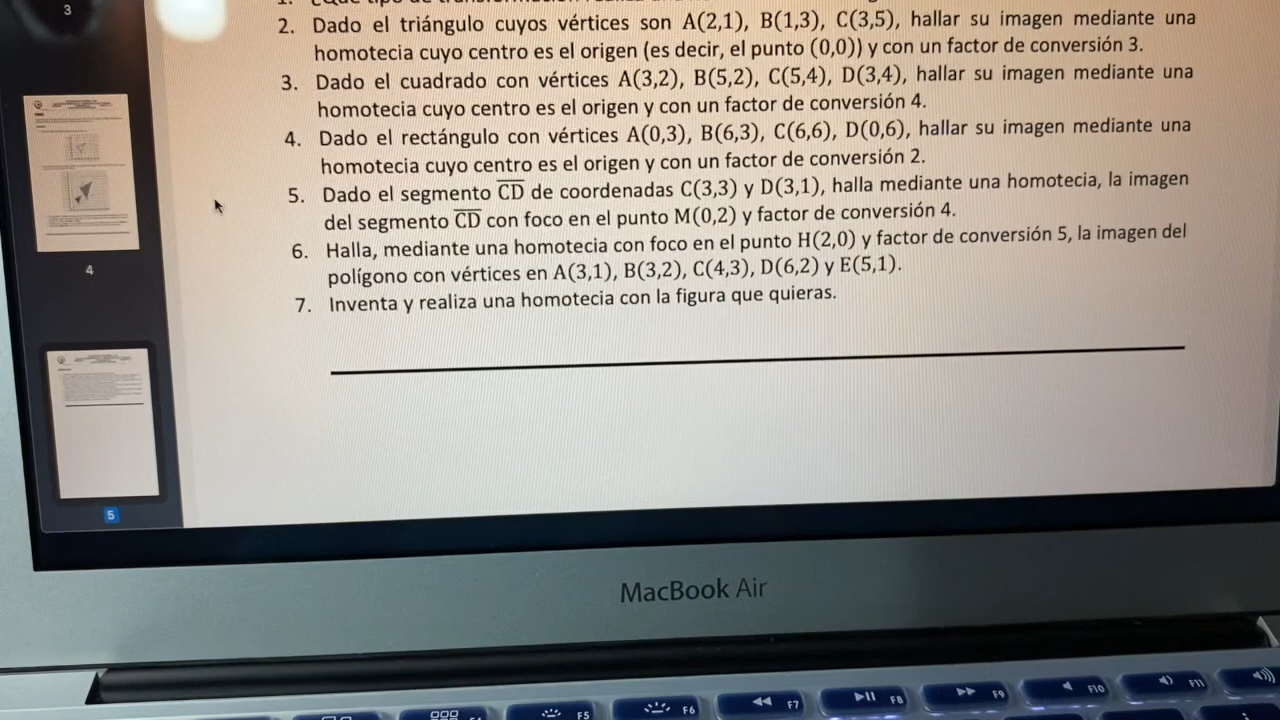 3
2. Dado el triángulo cuyos vértices son A(2,1), B(1,3), C(3,5), hallar su imagen mediante una
homotecia cuyo centro es el origen (es decir, el punto (0,0)) y con un factor de conversión 3.
3. Dado el cuadrado con vértices A(3,2), B(5,2), C(5,4), D(3,4), hallar su imagen mediante una
homotecia cuyo centro es el origen y con un factor de conversión 4.
4. Dado el rectángulo con vértices A(0,3), B(6,3), C(6,6), D(0,6), hallar su imagen mediante una
homotecia cuyo centro es el origen y con un factor de conversión 2.
5. Dado el segmento C̅D̅ de coordenadas C(3,3) y D(3,1), halla mediante una homotecia, la imagen
del segmento C̅D̅ con foco en el punto M(0,2) y factor de conversión 4.
6. Halla, mediante una homotecia con foco en el punto H(2,0) y factor de conversión 5, la imagen del
polígono con vértices en A(3,1), B(3,2), C(4,3), D(6,2) y E(5,1).
7. Inventa y realiza una homotecia con la figura que quieras.
4
5
MacBook Air
F5 F6 F7 F8 F9 F10 F11